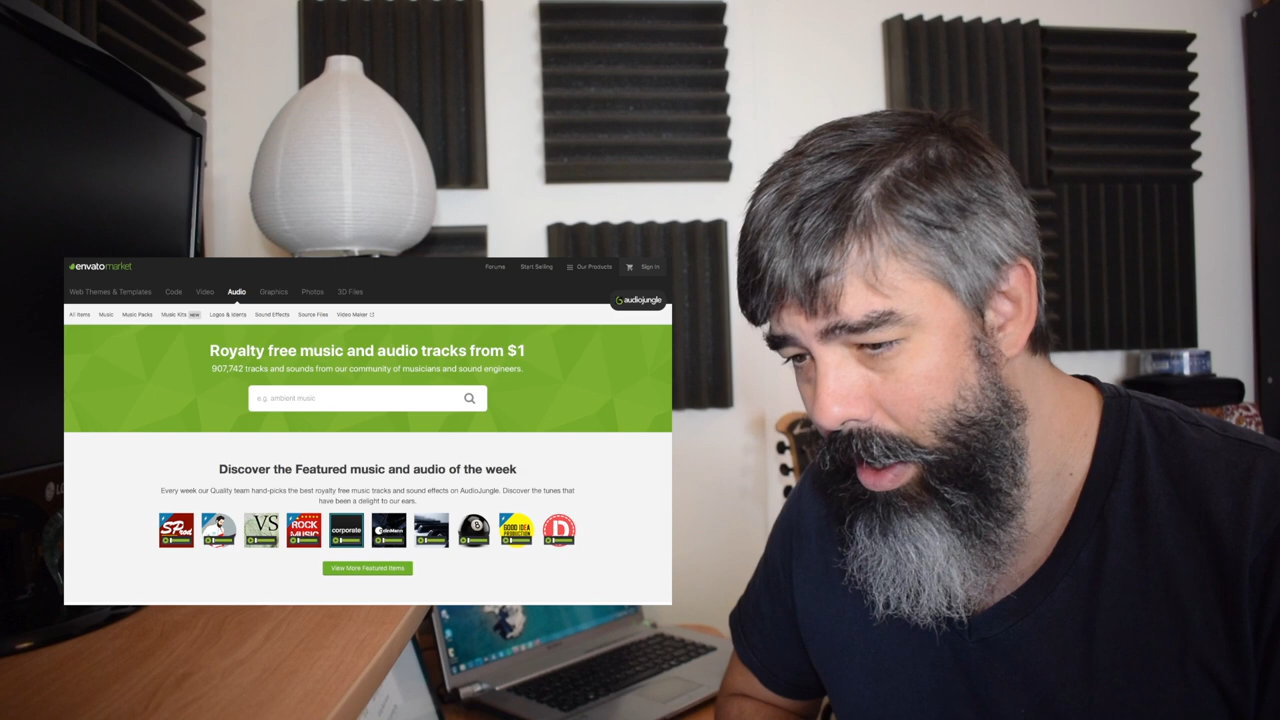 envatomarket
Forums Start Selling Our Products Sign In
Web Themes & Templates Code Video Audio Graphics Photos 3D Files
audiojungle
All Items Music Music Packs Music Kits NEW Logos & Idents Sound Effects Source Files Video Maker
Royalty free music and audio tracks from $1
907,742 tracks and sounds from our community of musicians and sound engineers.
e.g. ambient music
Discover the Featured music and audio of the week
Every week our Quality team hand-picks the best royalty free music tracks and sound effects on AudioJungle. Discover the tunes that
have been a delight to our ears.
SProd VS ROCK MUSIC corporate OdinMann 8 GOOD IDEA PRODUCTION D
View More Featured Items
LG